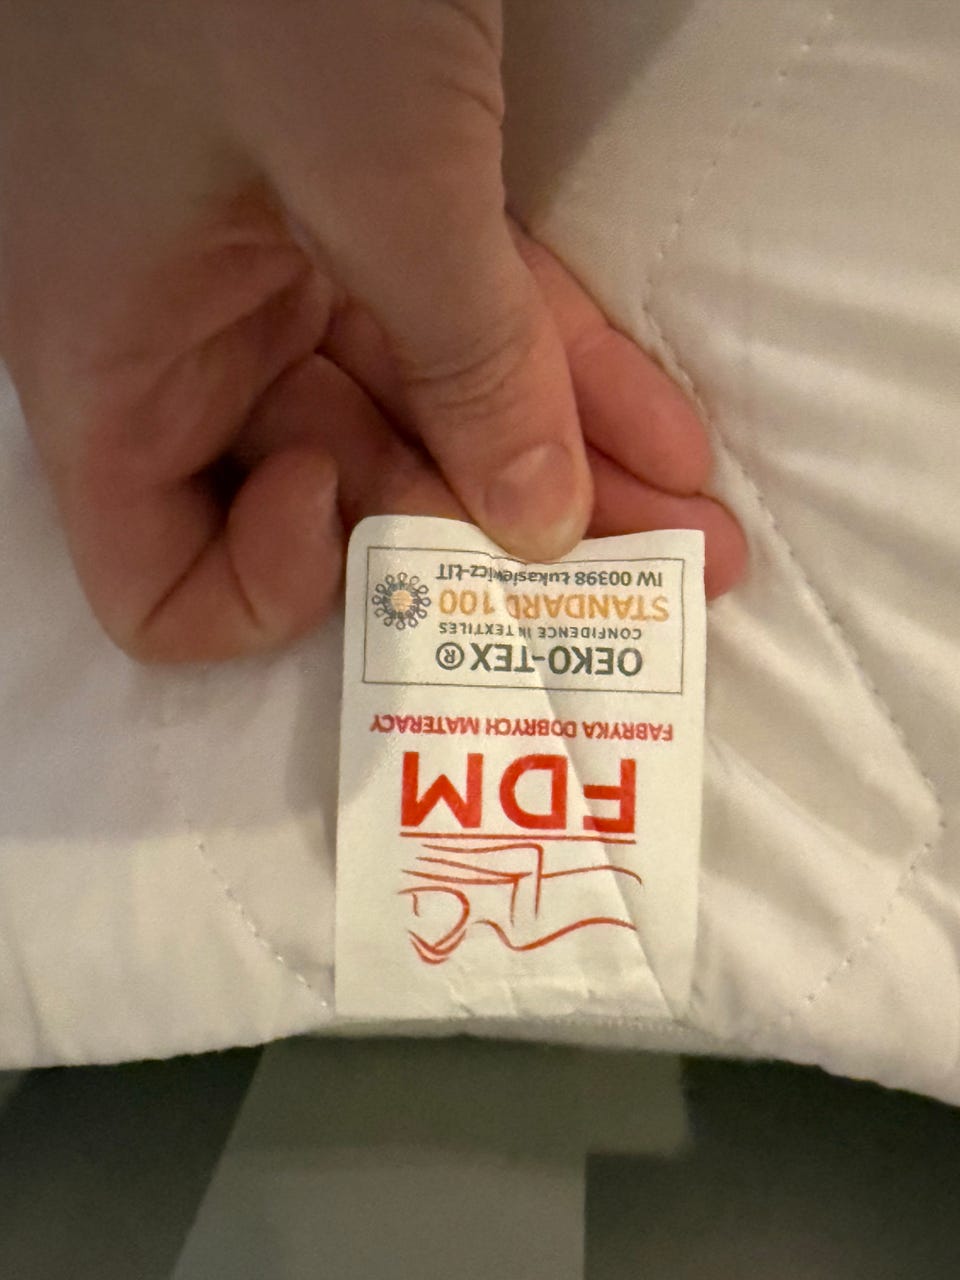 FDM
FABRYKA DOBRYCH MATERACY
OEKO-TEX®
CONFIDENCE IN TEXTILES
STANDARD 100
IW 00398 Łukasiewicz-ŁIT